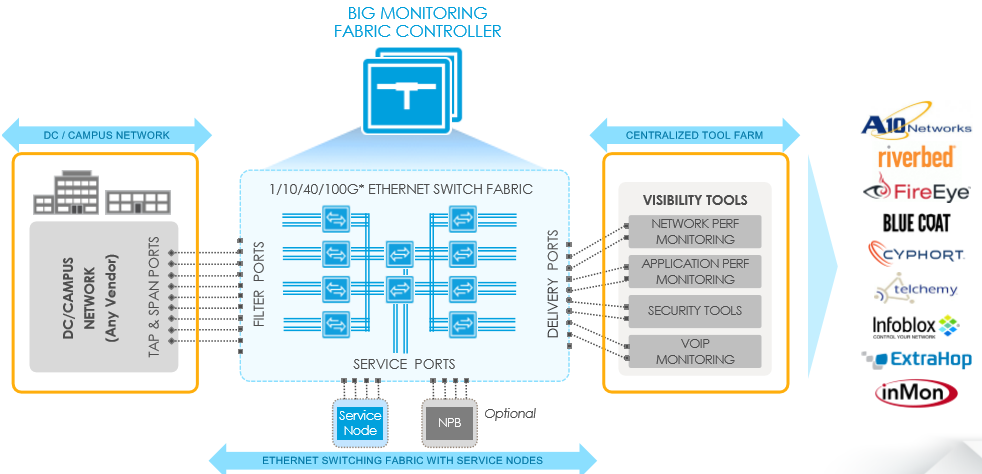 BIG MONITORING
FABRIC CONTROLLER
DC / CAMPUS NETWORK
CENTRALIZED TOOL FARM
1/10/40/100G* ETHERNET SWITCH FABRIC
DC/CAMPUS
NETWORK
(Any Vendor)
TAP & SPAN PORTS
FILTER PORTS
DELIVERY PORTS
SERVICE PORTS
VISIBILITY TOOLS
NETWORK PERF
MONITORING
APPLICATION PERF
MONITORING
SECURITY TOOLS
VOIP
MONITORING
Service
Node
NPB
Optional
ETHERNET SWITCHING FABRIC WITH SERVICE NODES
A10 Networks
riverbed
FireEye
BLUE COAT
CYPHORT
telchemy
Infoblox
CONTROL YOUR NETWORK
ExtraHop
inMon